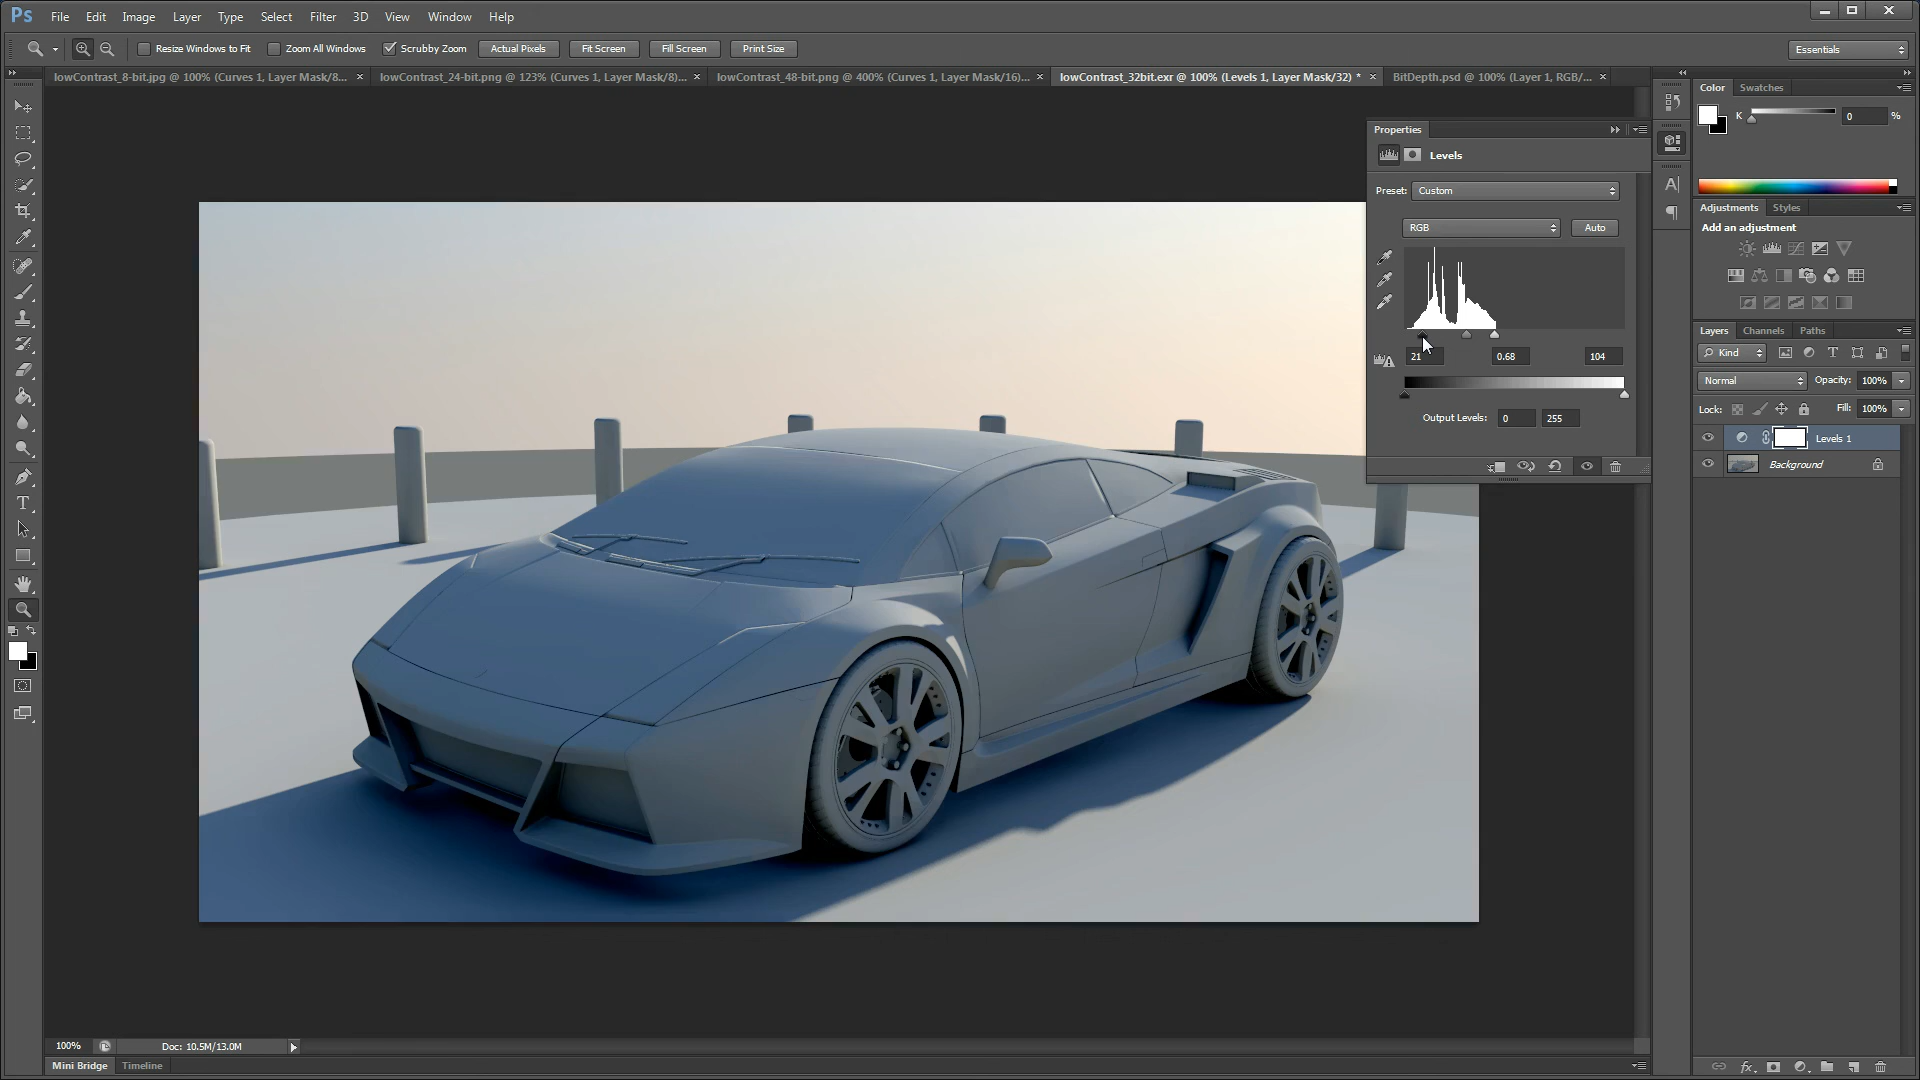 Ps File Edit Image Layer Type Select Filter 3D View Window Help
Resize Windows to Fit Zoom All Windows Scrubby Zoom Actual Pixels Fit Screen Fill Screen Print Size Essentials
lowContrast_8-bit.jpg @ 100% (Curves 1, Layer Mask/8... × lowContrast_24-bit.png @ 123% (Curves 1, Layer Mask/8)... × lowContrast_48-bit.png @ 400% (Curves 1, Layer Mask/16)... × lowContrast_32bit.exr @ 100% (Levels 1, Layer Mask/32) * × BitDepth.psd @ 100% (Layer 1, RGB/... ×
Properties
Levels
Preset: Custom
RGB Auto
21 0.68 104
Output Levels: 0 255
Color Swatches
K 0 %
Adjustments Styles
Add an adjustment
Layers Channels Paths
Kind
Normal Opacity: 100%
Lock: Fill: 100%
Levels 1
Background
100% Doc: 10.5M/13.0M
Mini Bridge Timeline